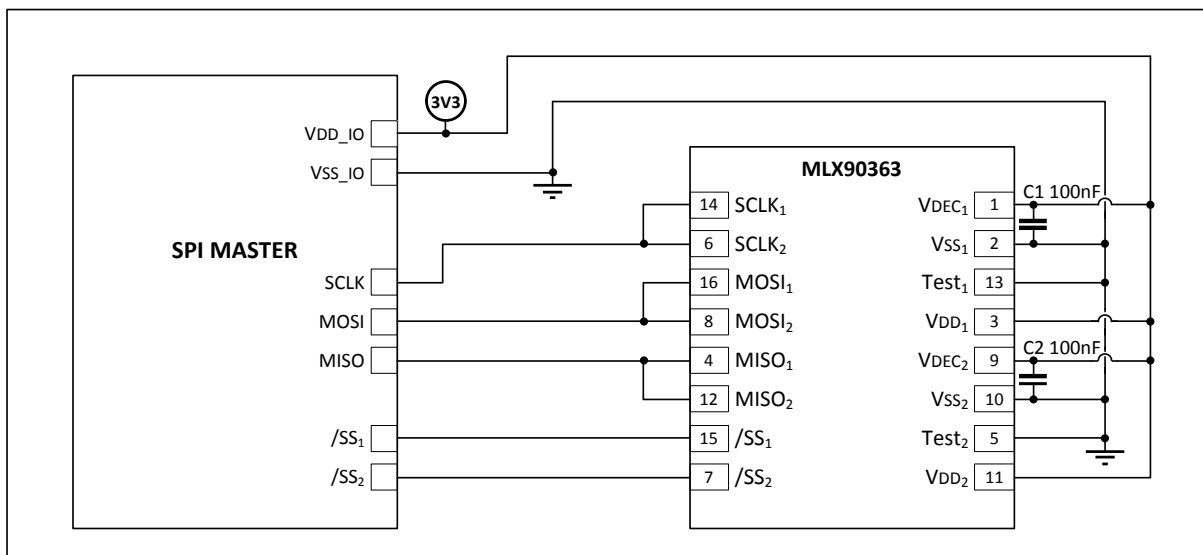 3V3
VDD_IO
VSS_IO
SPI MASTER
SCLK
MOSI
MISO
/SS₁
/SS₂
MLX90363
14 SCLK₁
6 SCLK₂
16 MOSI₁
8 MOSI₂
4 MISO₁
12 MISO₂
15 /SS₁
7 /SS₂
VDEC₁ 1
C1 100nF
VSS₁ 2
Test₁ 13
VDD₁ 3
C2 100nF
VDEC₂ 9
VSS₂ 10
Test₂ 5
VDD₂ 11